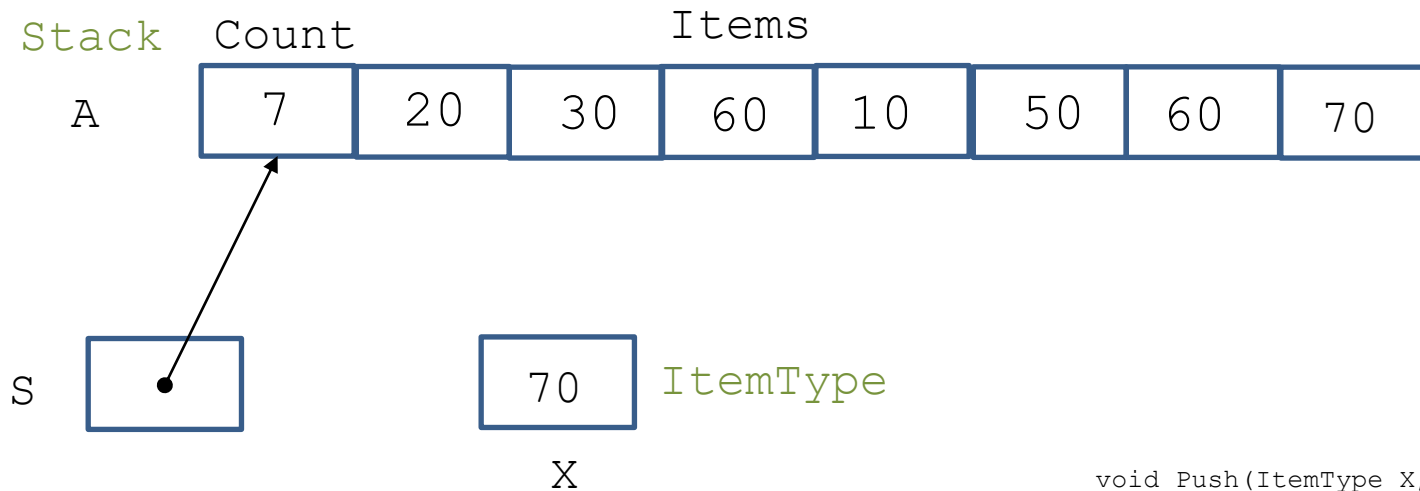 Stack Count Items
A 7 20 30 60 10 50 60 70
S 70 ItemType
X
void Push(ItemType X,